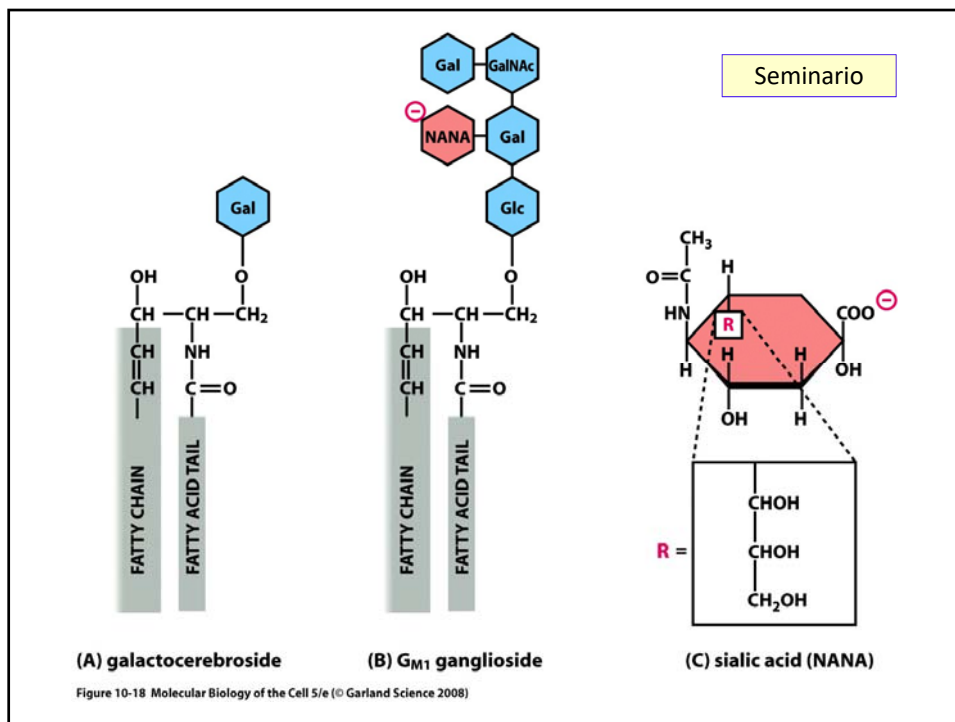 Seminario
Gal
OH
O
CH
CH
CH2
CH
CH
NH
C=O
FATTY CHAIN
FATTY ACID TAIL
(A) galactocerebroside
Gal
GalNAc
NANA
Gal
Glc
OH
O
CH
CH
CH2
CH
CH
NH
C=O
FATTY CHAIN
FATTY ACID TAIL
(B) GM1 ganglioside
CH3
O=C
H
HN
R
COO
H
H
H
OH
OH
H
R =
CHOH
CHOH
CH2OH
(C) sialic acid (NANA)
Figure 10-18 Molecular Biology of the Cell 5/e (© Garland Science 2008)